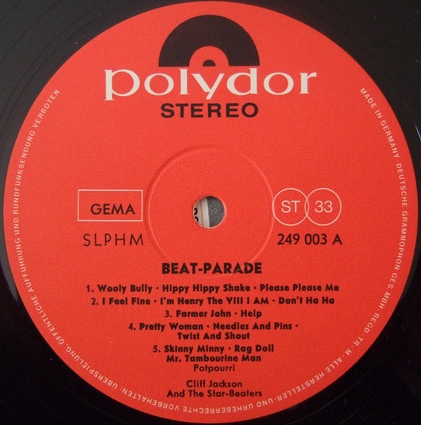 polydor
STEREO
GEMA
ST 33
SLPHM
249 003 A
BEAT-PARADE
1. Wooly Bully · Hippy Hippy Shake · Please Please Me
2. I Feel Fine · I'm Henry The VIII I AM · Don't Ha Ha
3. Farmer John · Help
4. Pretty Woman · Needles And Pins ·
Twist And Shout
5. Skinny Minny · Rag Doll
Mr. Tambourine Man
Potpourri
Cliff Jackson
And The Star-Beaters
MADE IN GERMANY. DEUTSCHE GRAMMOPHON GES. MBH. REGD. TR. M. ALLE HERSTELLER- UND URHEBERRECHTE VORBEHALTEN. ÜBERSPIELUNG, ÖFFENTLICHE AUFFÜHRUNG UND RUNDFUNKSENDUNG VERBOTEN